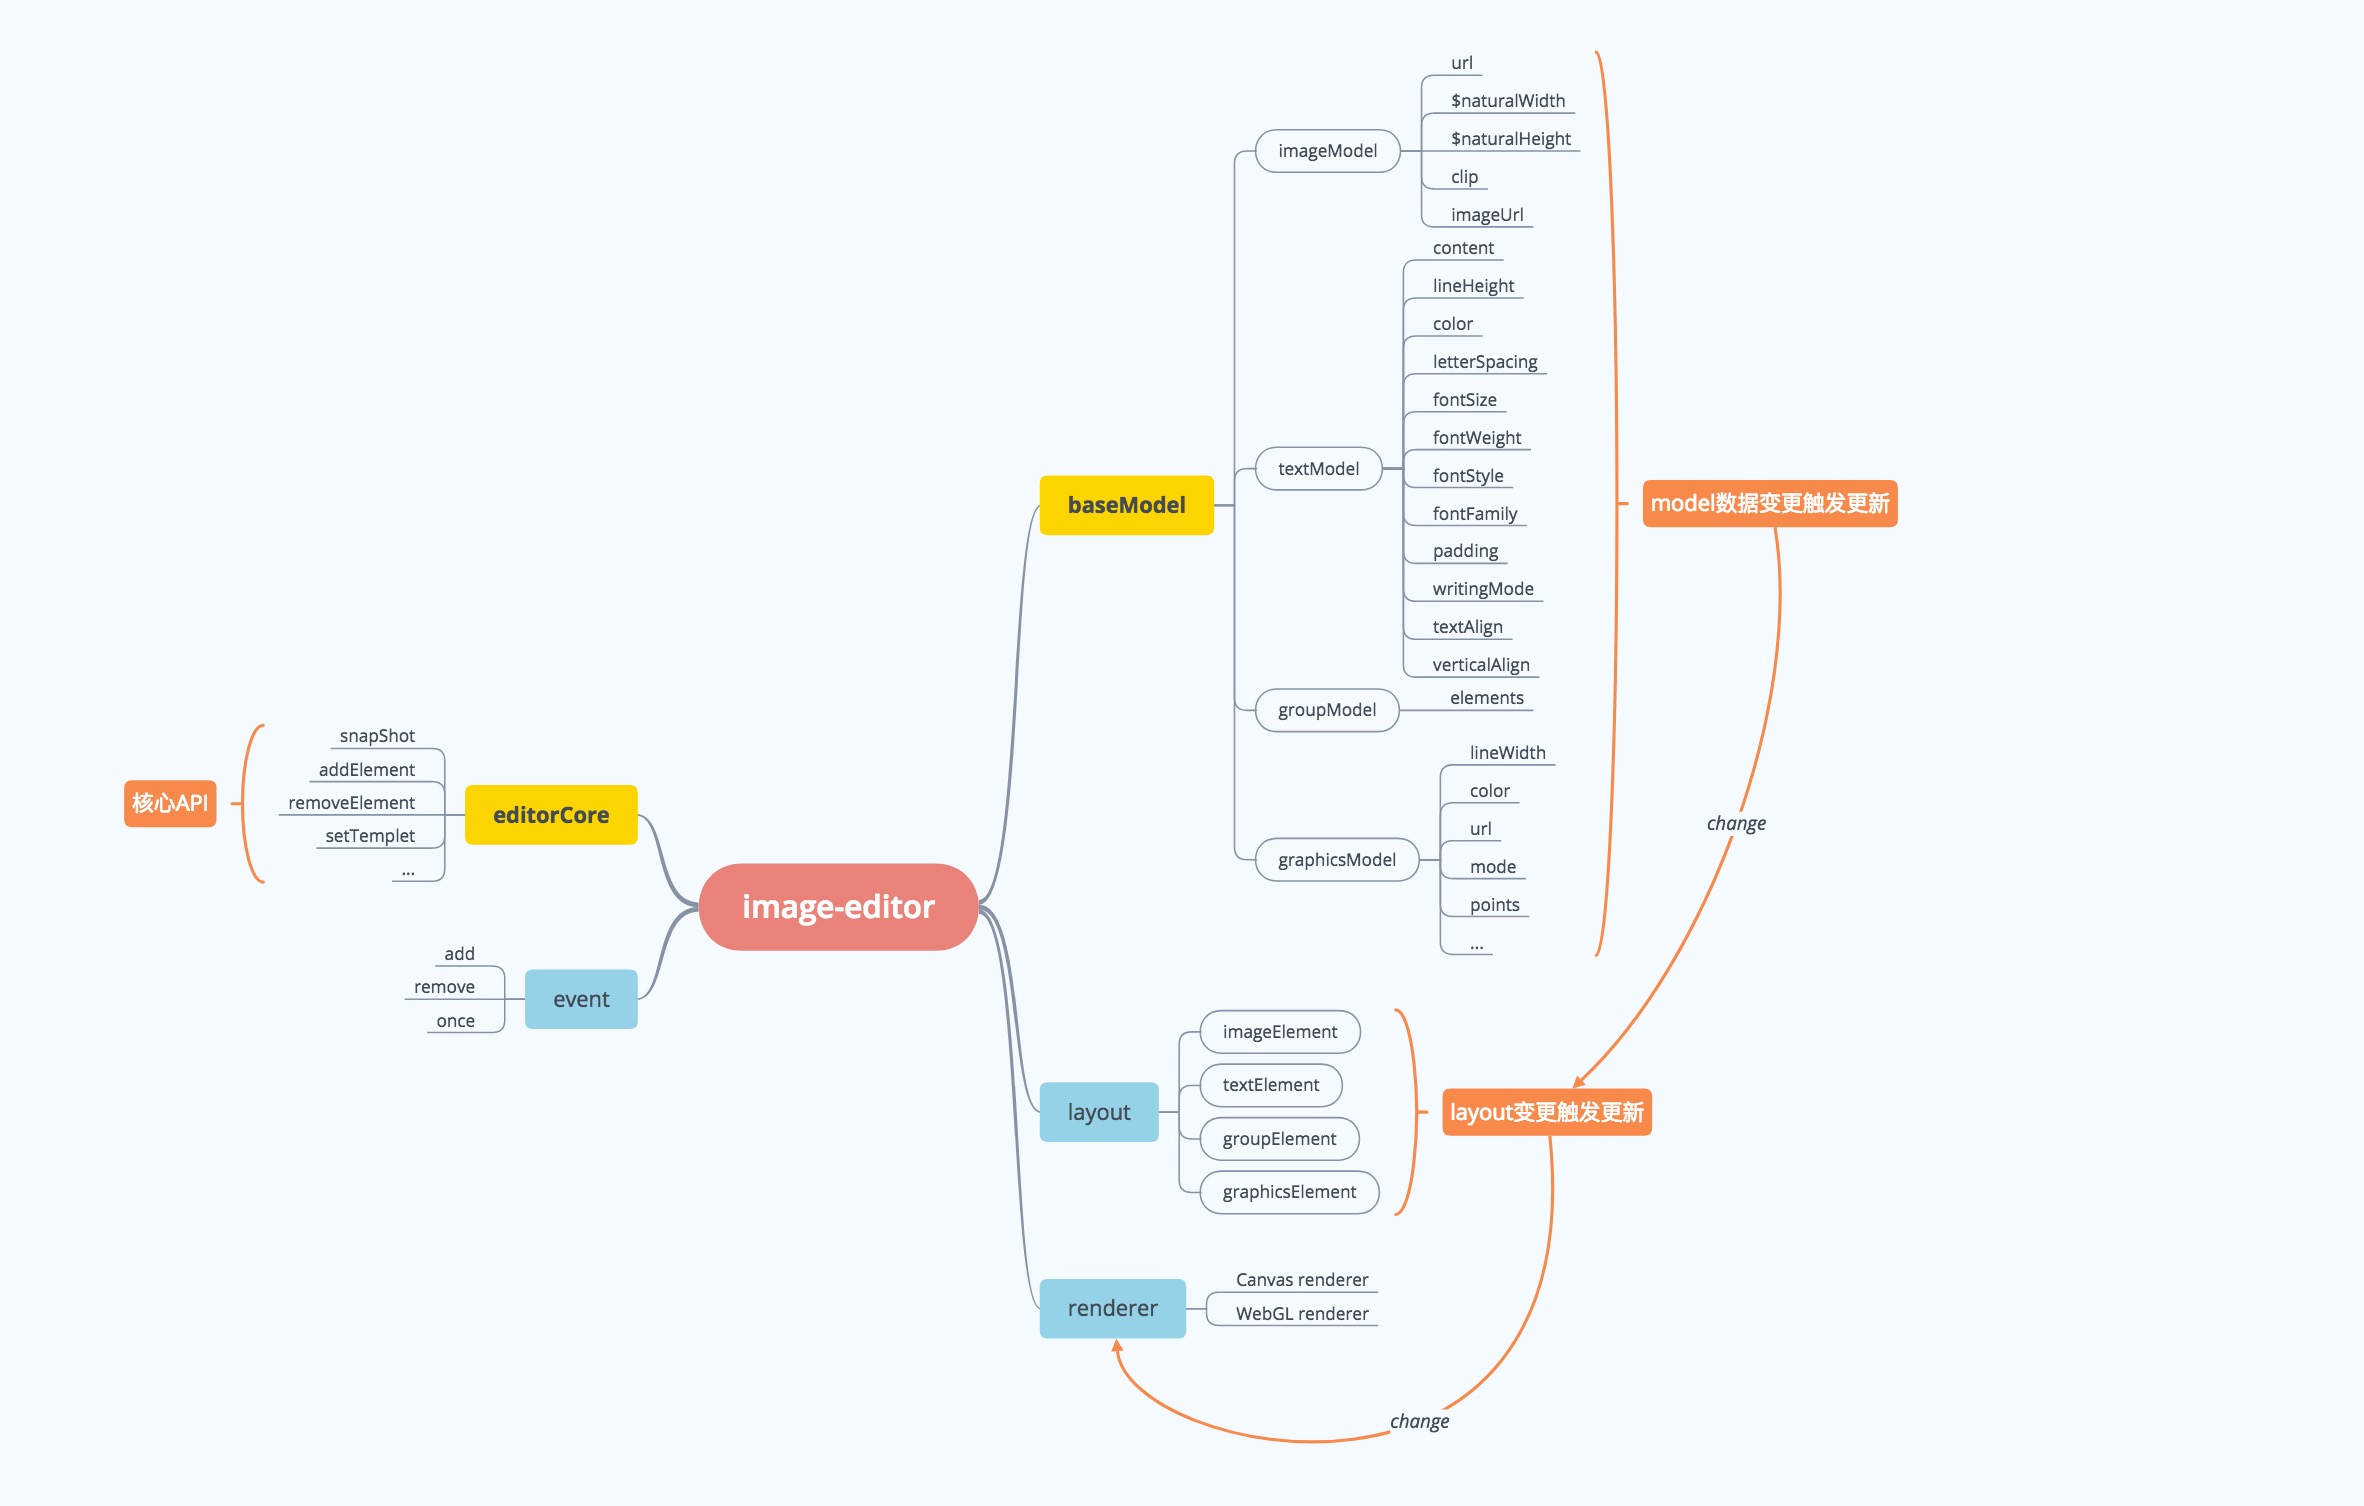 image-editor
baseModel
imageModel
url
$naturalWidth
$naturalHeight
clip
imageUrl
textModel
content
lineHeight
color
letterSpacing
fontSize
fontWeight
fontStyle
fontFamily
padding
writingMode
textAlign
verticalAlign
groupModel
elements
graphicsModel
lineWidth
color
url
mode
points
...
model数据变更触发更新
change
layout
imageElement
textElement
groupElement
graphicsElement
layout变更触发更新
change
renderer
Canvas renderer
WebGL renderer
editorCore
snapShot
addElement
removeElement
setTemplet
...
核心API
event
add
remove
once